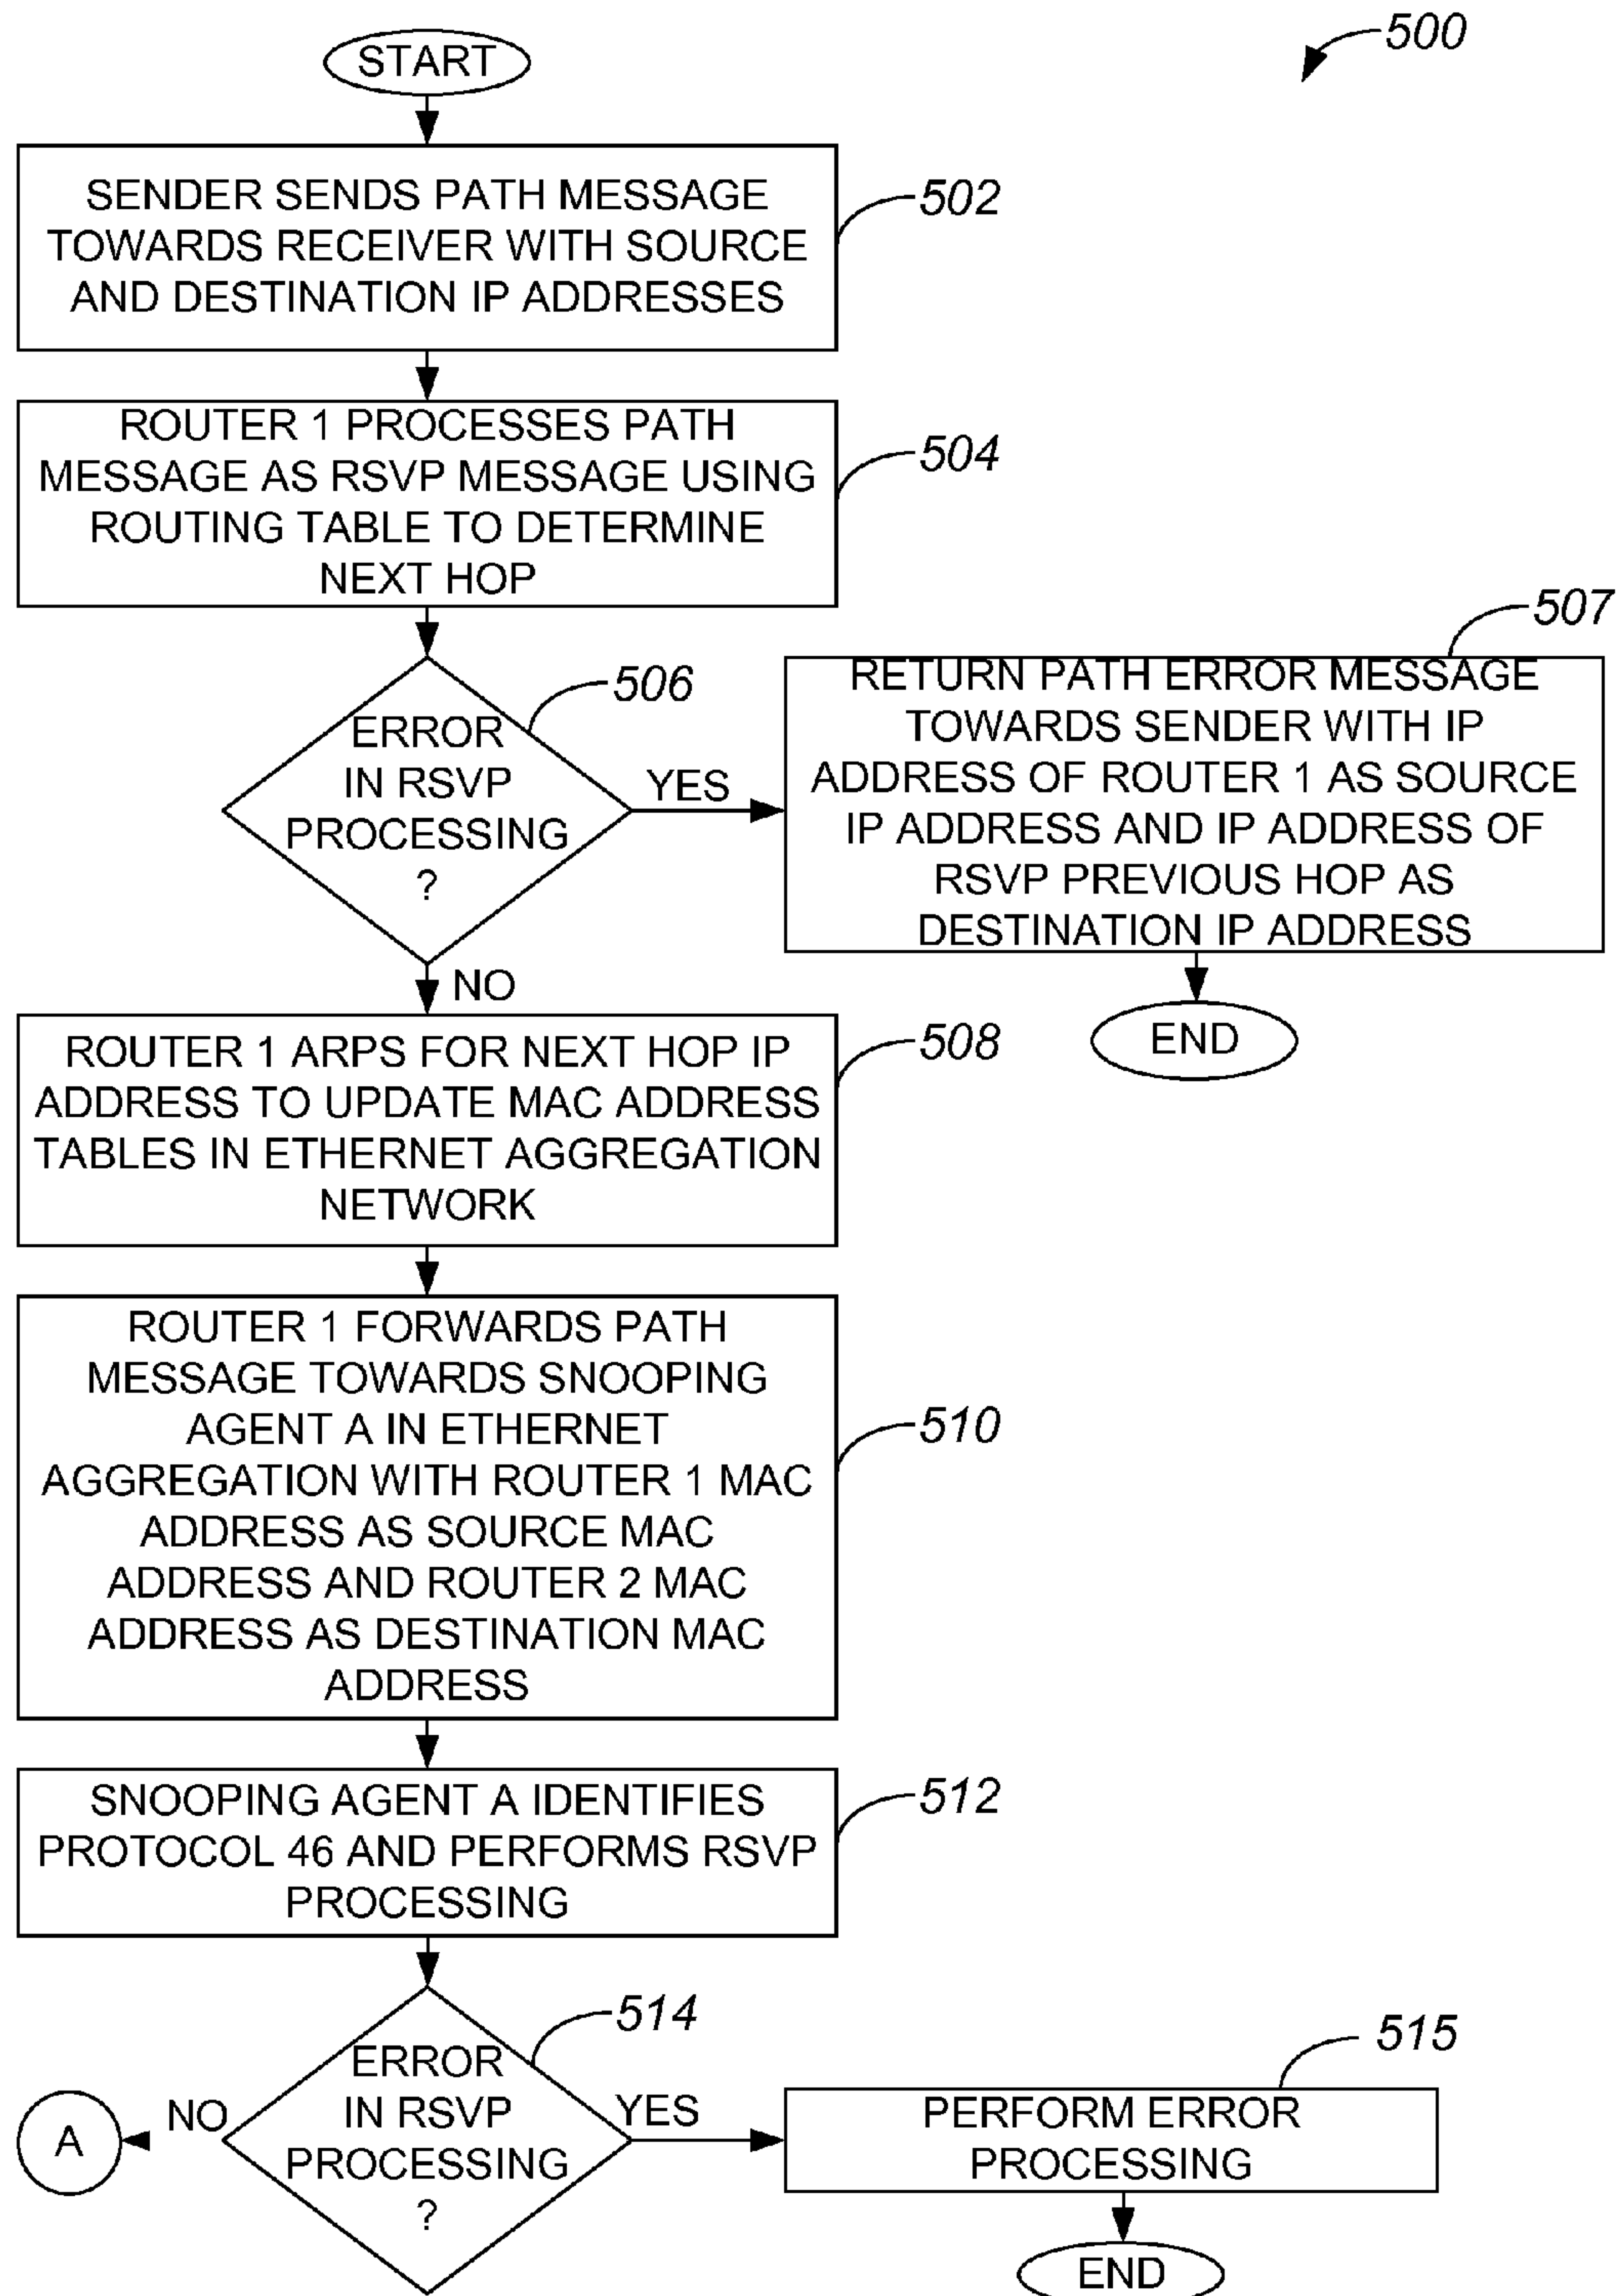 500
START
SENDER SENDS PATH MESSAGE
TOWARDS RECEIVER WITH SOURCE
AND DESTINATION IP ADDRESSES
502
ROUTER 1 PROCESSES PATH
MESSAGE AS RSVP MESSAGE USING
ROUTING TABLE TO DETERMINE
NEXT HOP
504
ERROR
IN RSVP
PROCESSING
?
506
YES
RETURN PATH ERROR MESSAGE
TOWARDS SENDER WITH IP
ADDRESS OF ROUTER 1 AS SOURCE
IP ADDRESS AND IP ADDRESS OF
RSVP PREVIOUS HOP AS
DESTINATION IP ADDRESS
507
END
NO
ROUTER 1 ARPS FOR NEXT HOP IP
ADDRESS TO UPDATE MAC ADDRESS
TABLES IN ETHERNET AGGREGATION
NETWORK
508
ROUTER 1 FORWARDS PATH
MESSAGE TOWARDS SNOOPING
AGENT A IN ETHERNET
AGGREGATION WITH ROUTER 1 MAC
ADDRESS AS SOURCE MAC
ADDRESS AND ROUTER 2 MAC
ADDRESS AS DESTINATION MAC
ADDRESS
510
SNOOPING AGENT A IDENTIFIES
PROTOCOL 46 AND PERFORMS RSVP
PROCESSING
512
ERROR
IN RSVP
PROCESSING
?
514
NO
A
YES
PERFORM ERROR
PROCESSING
515
END